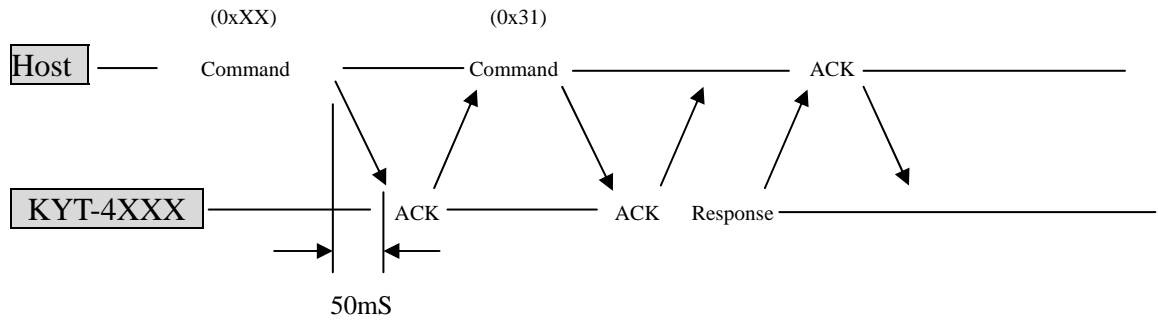 (0xXX) (0x31)
Host Command Command ACK
KYT-4XXX ACK ACK Response
50mS